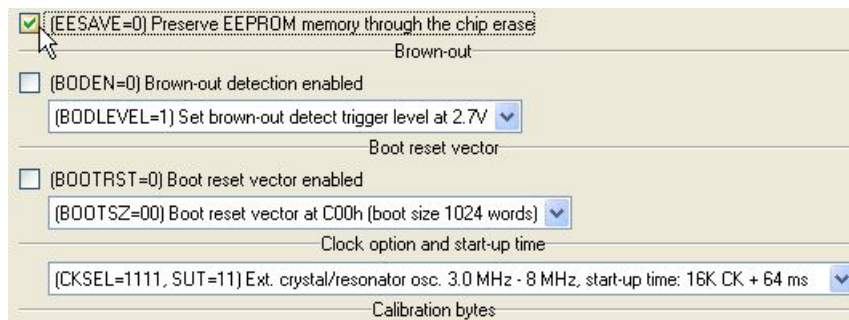 (EESAVE=0) Preserve EEPROM memory through the chip erase
Brown-out
(BODEN=0) Brown-out detection enabled
(BODLEVEL=1) Set brown-out detect trigger level at 2.7V
Boot reset vector
(BOOTRST=0) Boot reset vector enabled
(BOOTSZ=00) Boot reset vector at C00h (boot size 1024 words)
Clock option and start-up time
(CKSEL=1111, SUT=11) Ext. crystal/resonator osc. 3.0 MHz - 8 MHz, start-up time: 16K CK + 64 ms
Calibration bytes